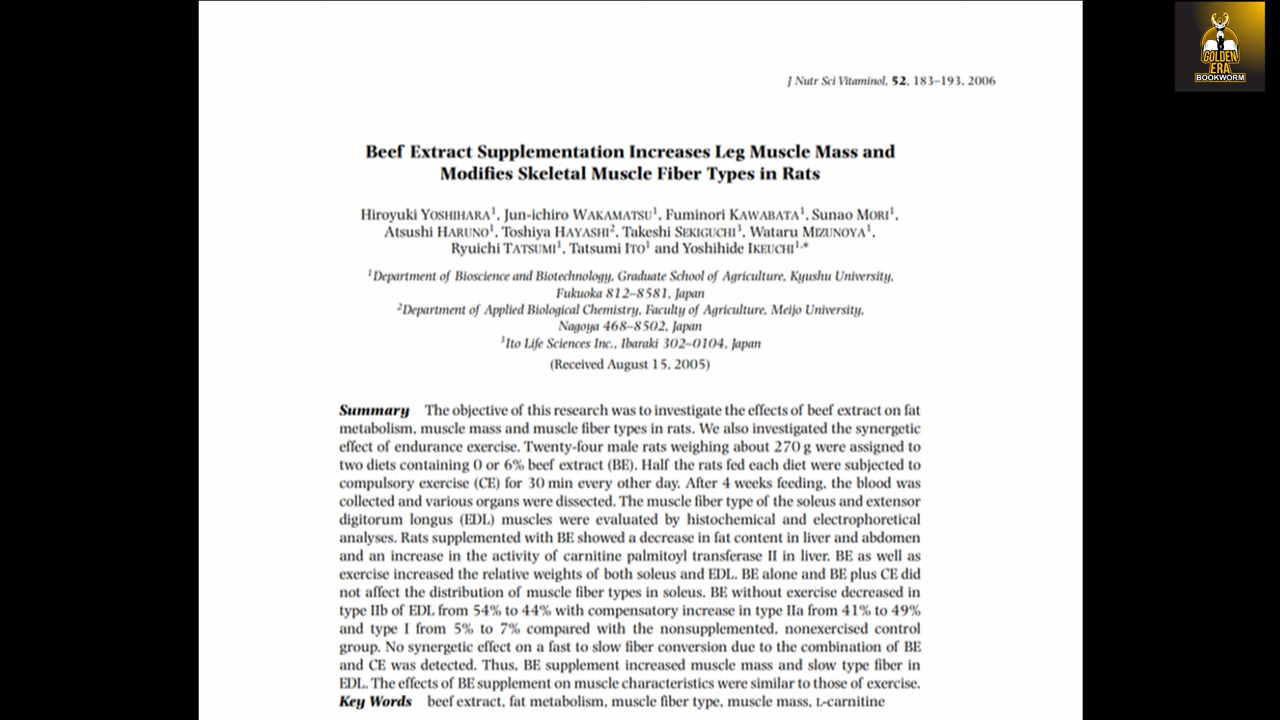 GOLDEN
ERA
BOOKWORM
J Nutr Sci Vitaminol, 52, 183–193, 2006
Beef Extract Supplementation Increases Leg Muscle Mass and
Modifies Skeletal Muscle Fiber Types in Rats
Hiroyuki YOSHIHARA1, Jun-ichiro WAKAMATSU1, Fuminori KAWABATA1, Sunao MORI1,
Atsushi HARUNO1, Toshiya HAYASHI2, Takeshi SEKIGUCHI3, Wataru MIZUNOYA1,
Ryuichi TATSUMI1, Tatsumi ITO1 and Yoshihide IKEUCHI1,*
1Department of Bioscience and Biotechnology, Graduate School of Agriculture, Kyushu University,
Fukuoka 812–8581, Japan
2Department of Applied Biological Chemistry, Faculty of Agriculture, Meijo University,
Nagoya 468–8502, Japan
3Ito Life Sciences Inc., Ibaraki 302–0104, Japan
(Received August 15, 2005)
Summary The objective of this research was to investigate the effects of beef extract on fat
metabolism, muscle mass and muscle fiber types in rats. We also investigated the synergetic
effect of endurance exercise. Twenty-four male rats weighing about 270 g were assigned to
two diets containing 0 or 6% beef extract (BE). Half the rats fed each diet were subjected to
compulsory exercise (CE) for 30 min every other day. After 4 weeks feeding, the blood was
collected and various organs were dissected. The muscle fiber type of the soleus and extensor
digitorum longus (EDL) muscles were evaluated by histochemical and electrophoretical
analyses. Rats supplemented with BE showed a decrease in fat content in liver and abdomen
and an increase in the activity of carnitine palmitoyl transferase II in liver. BE as well as
exercise increased the relative weights of both soleus and EDL. BE alone and BE plus CE did
not affect the distribution of muscle fiber types in soleus. BE without exercise decreased in
type IIb of EDL from 54% to 44% with compensatory increase in type IIa from 41% to 49%
and type I from 5% to 7% compared with the nonsupplemented, nonexercised control
group. No synergetic effect on a fast to slow fiber conversion due to the combination of BE
and CE was detected. Thus, BE supplement increased muscle mass and slow type fiber in
EDL. The effects of BE supplement on muscle characteristics were similar to those of exercise.
Key Words beef extract, fat metabolism, muscle fiber type, muscle mass, L-carnitine